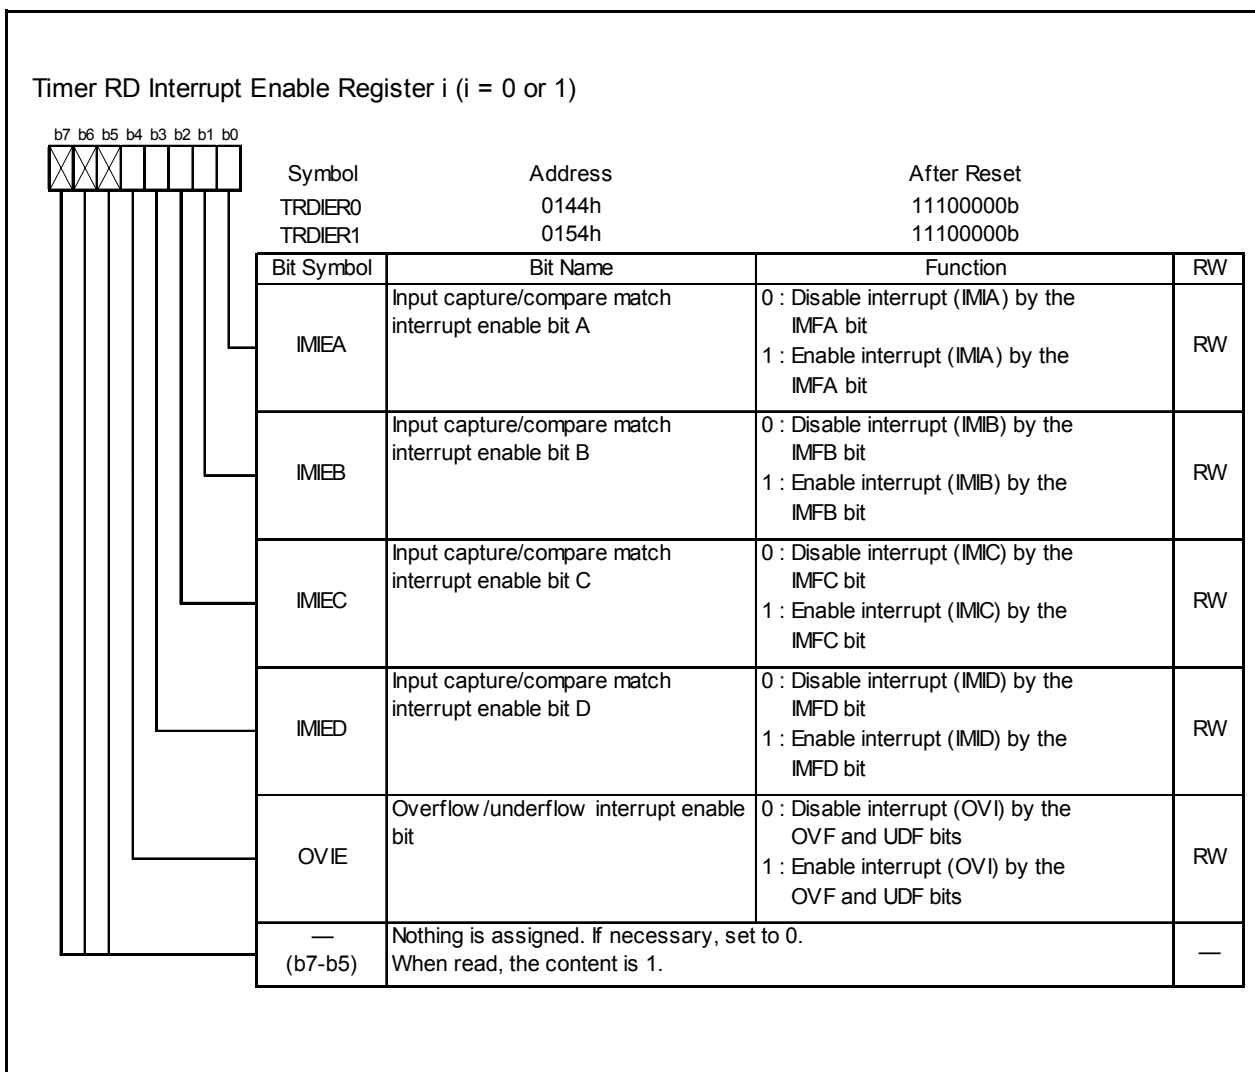 Timer RD Interrupt Enable Register i (i = 0 or 1)
b7 b6 b5 b4 b3 b2 b1 b0
Symbol Address After Reset
TRDIER0 0144h 11100000b
TRDIER1 0154h 11100000b
Bit Symbol Bit Name Function RW
IMIEA
Input capture/compare match
interrupt enable bit A
0 : Disable interrupt (IMIA) by the
IMFA bit
1 : Enable interrupt (IMIA) by the
IMFA bit
RW
IMIEB
Input capture/compare match
interrupt enable bit B
0 : Disable interrupt (IMIB) by the
IMFB bit
1 : Enable interrupt (IMIB) by the
IMFB bit
RW
IMIEC
Input capture/compare match
interrupt enable bit C
0 : Disable interrupt (IMIC) by the
IMFC bit
1 : Enable interrupt (IMIC) by the
IMFC bit
RW
IMIED
Input capture/compare match
interrupt enable bit D
0 : Disable interrupt (IMID) by the
IMFD bit
1 : Enable interrupt (IMID) by the
IMFD bit
RW
OVIE
Overflow/underflow interrupt enable
bit
0 : Disable interrupt (OVI) by the
OVF and UDF bits
1 : Enable interrupt (OVI) by the
OVF and UDF bits
RW
—
(b7-b5)
Nothing is assigned. If necessary, set to 0.
When read, the content is 1.
—